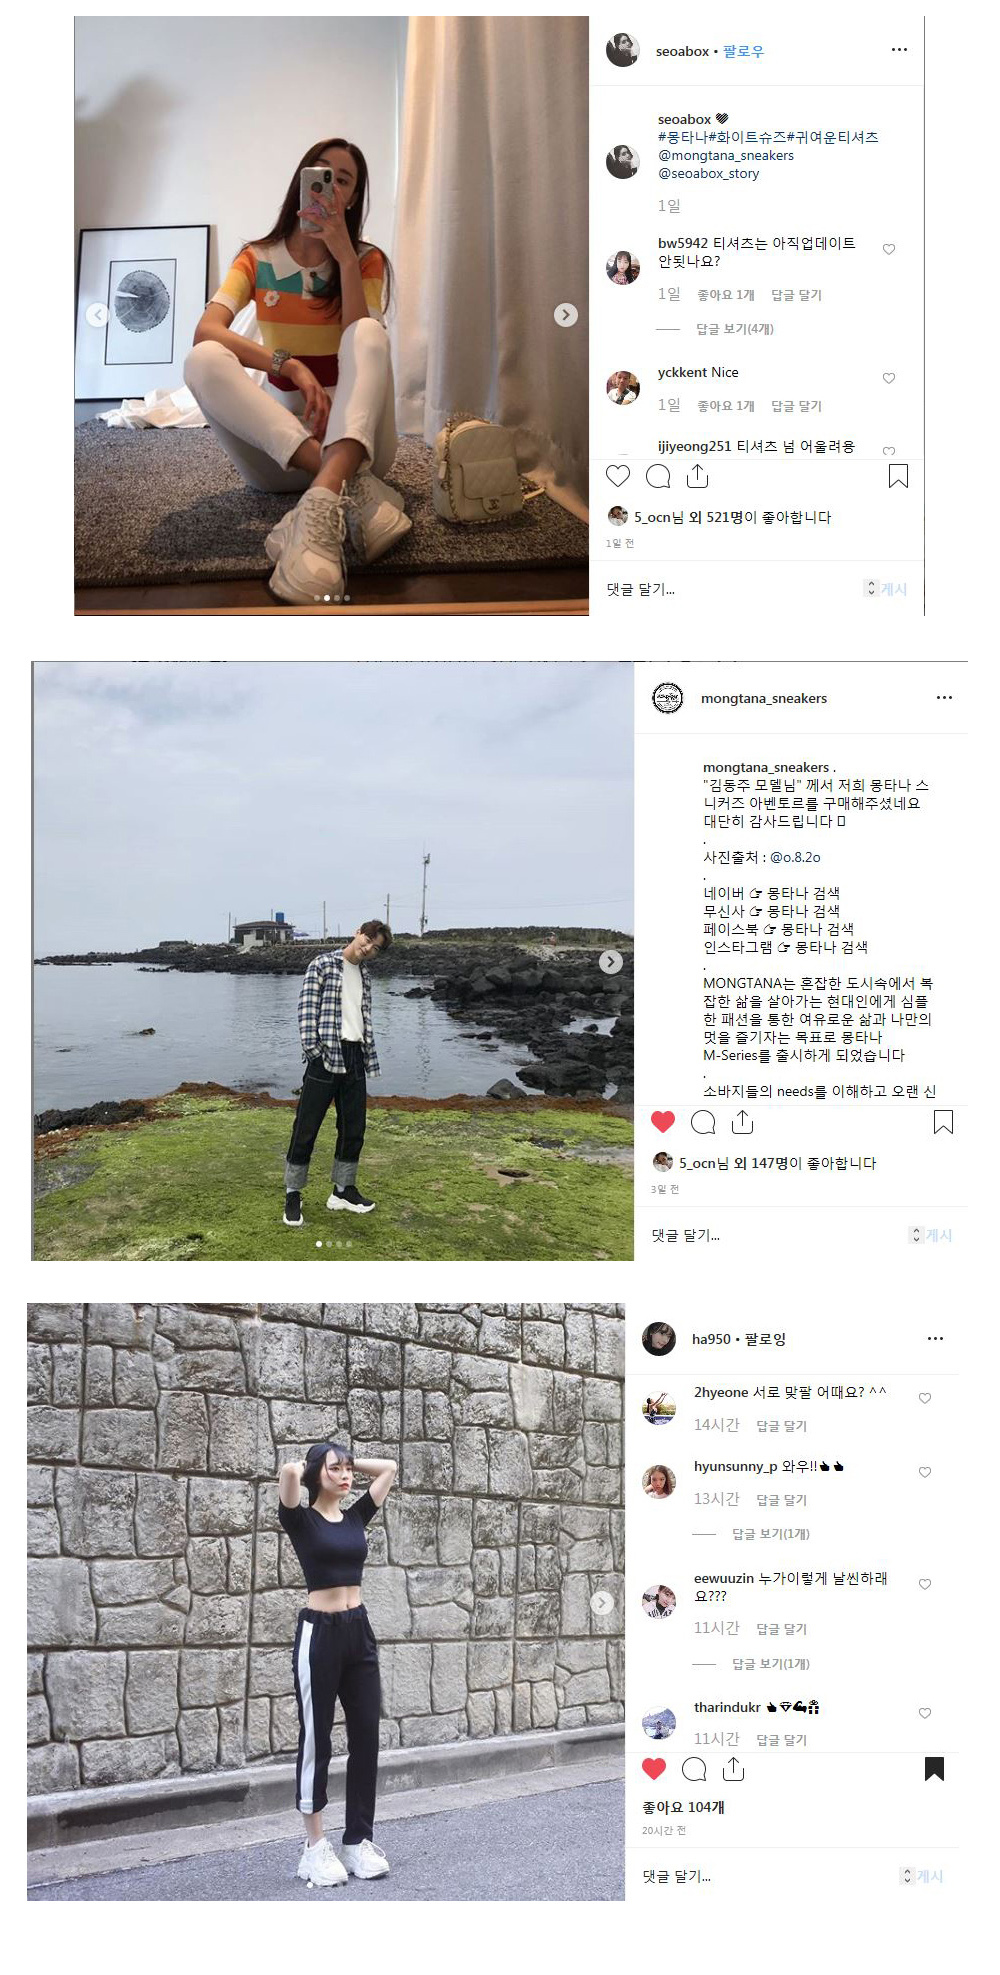 seoabox • 팔로우
seoabox
#몽타나#화이트슈즈#귀여운티셔츠
@mongtana_sneakers
@seoabox_story
1일
bw5942 티셔츠는 아직업데이트
안됫나요?
1일 좋아요 1개 답글 달기
답글 보기(4개)
yckkent Nice
1일 좋아요 1개 답글 달기
ijiyeong251 티셔츠 넘 어울려용
5_ocn님 외 521명이 좋아합니다
1일 전
댓글 달기...
게시
mongtana_sneakers
mongtana_sneakers .
"김동주 모델님" 께서 저희 몽타나 스
니커즈 아벤토르를 구매해주셨네요
대단히 감사드립니다
.
사진출처 : @o.8.2o
.
네이버 👉 몽타나 검색
무신사 👉 몽타나 검색
페이스북 👉 몽타나 검색
인스타그램 👉 몽타나 검색
.
MONGTANA는 혼잡한 도시속에서 복
잡한 삶을 살아가는 현대인에게 심플
한 패션을 통한 여유로운 삶과 나만의
멋을 즐기자는 목표로 몽타나
M-Series를 출시하게 되었습니다
.
소바지들의 needs를 이해하고 오랜 신
5_ocn님 외 147명이 좋아합니다
3일 전
댓글 달기...
게시
ha950 • 팔로잉
2hyeone 서로 맞팔 어때요? ^^
14시간 답글 달기
hyunsunny_p 와우!!
13시간 답글 달기
답글 보기(1개)
eewuuzin 누가이렇게 날씬하래
요???
11시간 답글 달기
답글 보기(1개)
tharindukr
11시간 답글 달기
좋아요 104개
20시간 전
댓글 달기...
게시